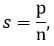 s = p/n,